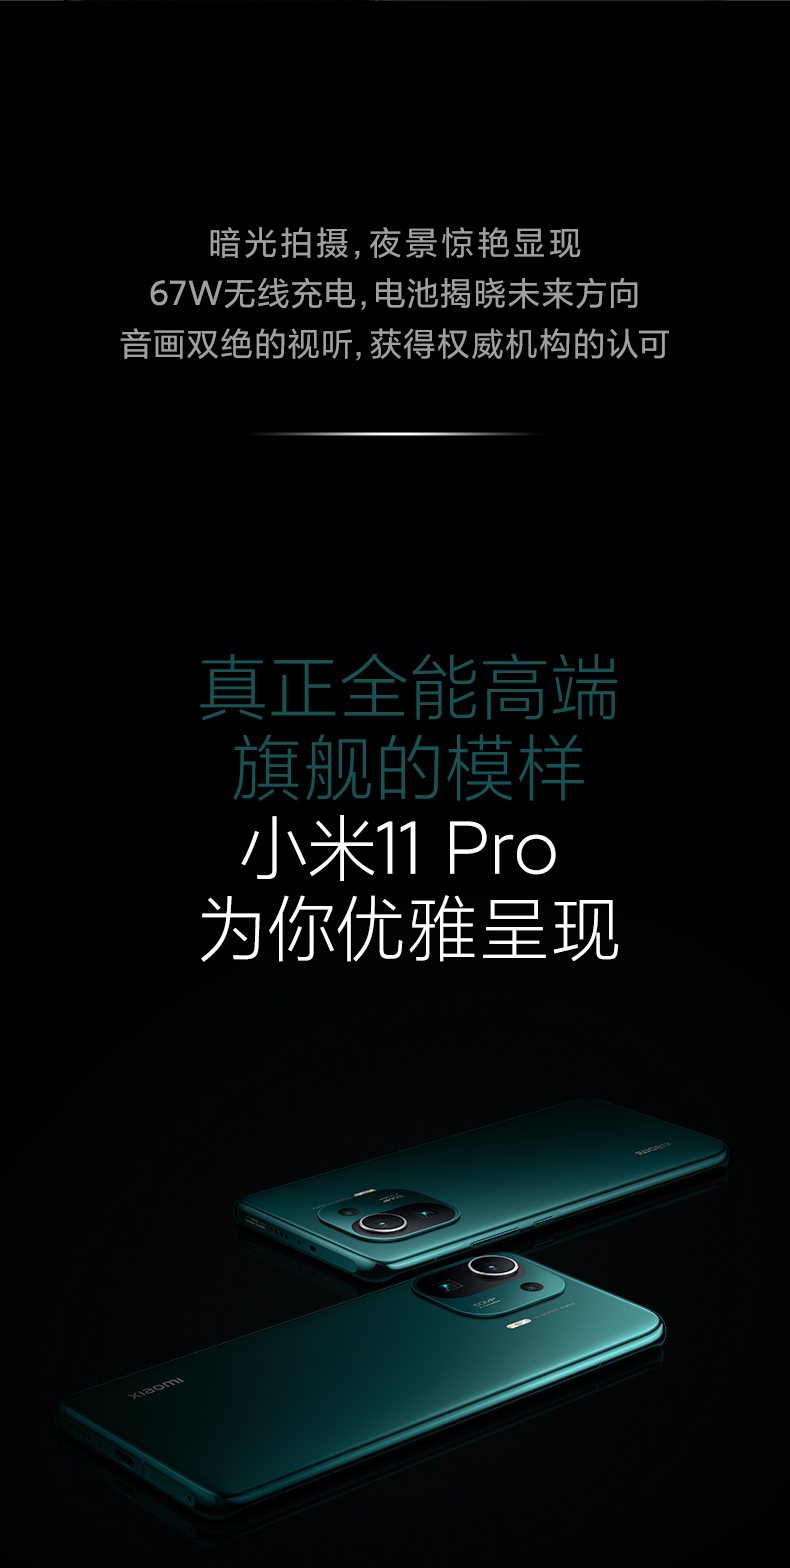 暗光拍摄,夜景惊艳显现
67W无线充电,电池揭晓未来方向
音画双绝的视听,获得权威机构的认可
真正全能高端
旗舰的模样
小米11 Pro
为你优雅呈现
xiaomi
50MP
xiaomi
50MP